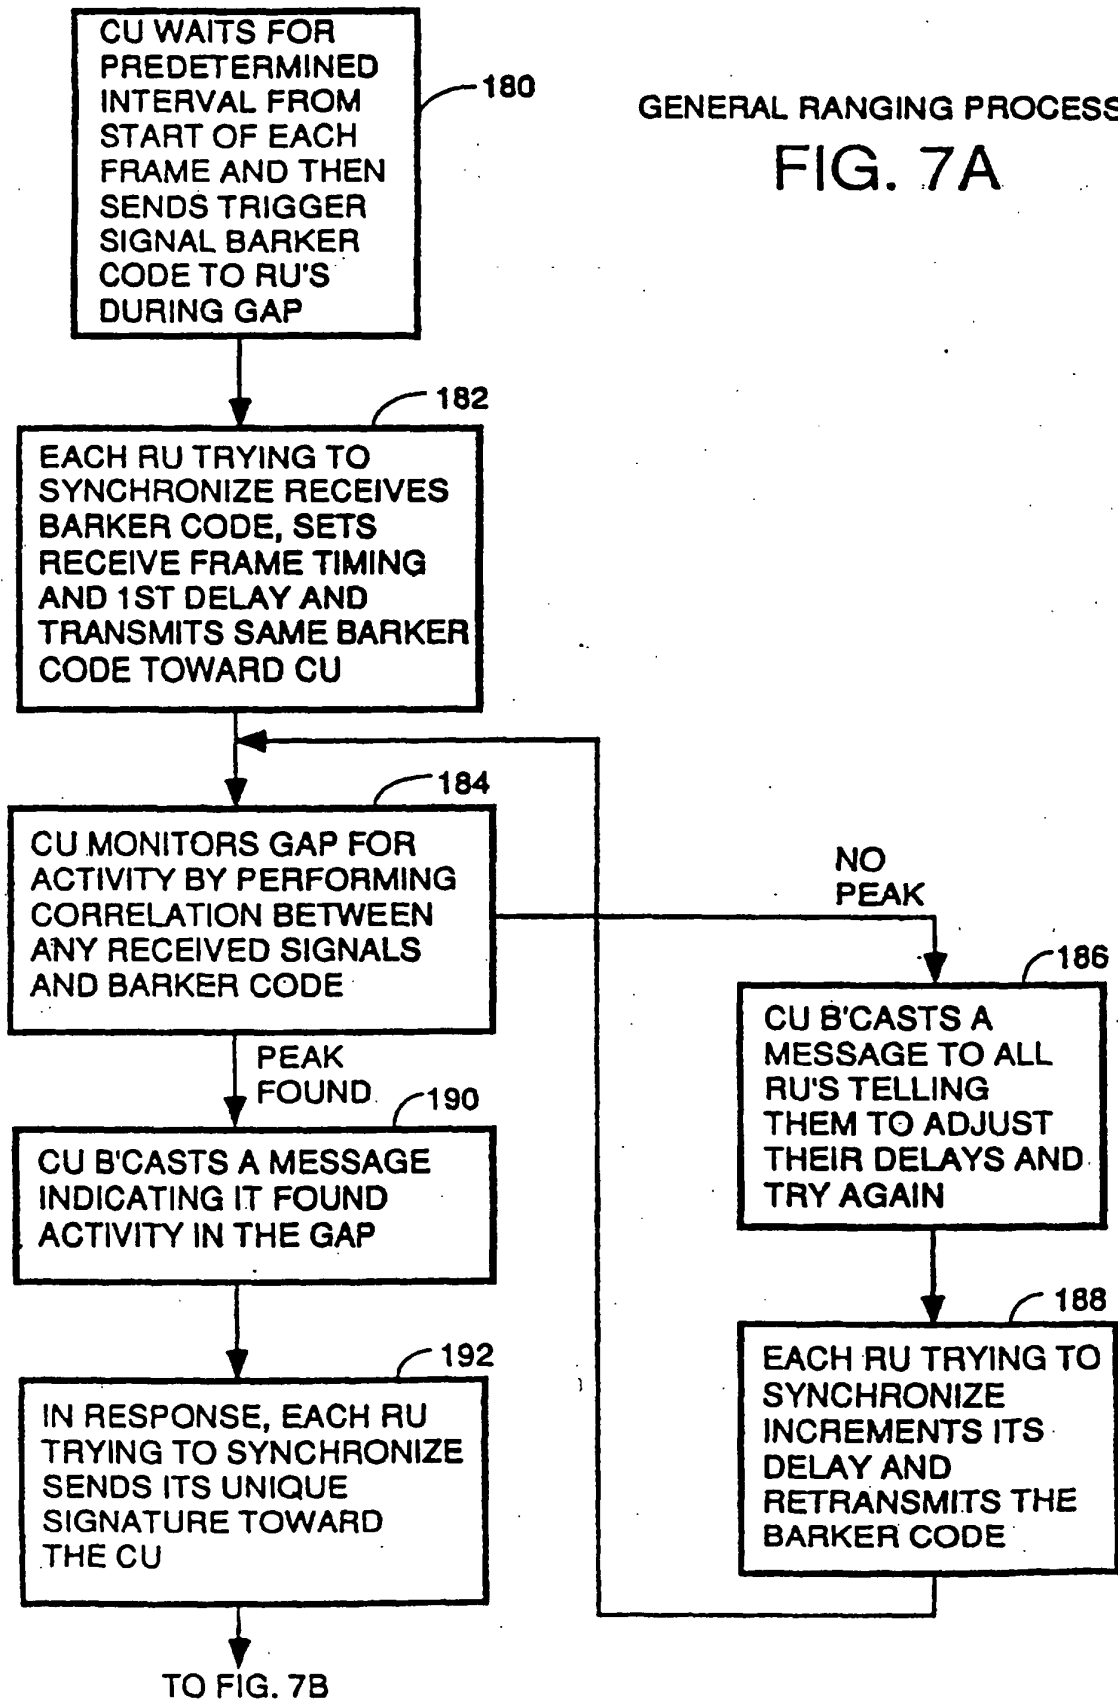 CU WAITS FOR
PREDETERMINED
INTERVAL FROM
START OF EACH
FRAME AND THEN
SENDS TRIGGER
SIGNAL BARKER
CODE TO RU'S
DURING GAP
180
GENERAL RANGING PROCESS
FIG. 7A
182
EACH RU TRYING TO
SYNCHRONIZE RECEIVES
BARKER CODE, SETS
RECEIVE FRAME TIMING
AND 1ST DELAY AND
TRANSMITS SAME BARKER
CODE TOWARD CU
184
CU MONITORS GAP FOR
ACTIVITY BY PERFORMING
CORRELATION BETWEEN
ANY RECEIVED SIGNALS
AND BARKER CODE
NO
PEAK
186
CU B'CASTS A
MESSAGE TO ALL
RU'S TELLING
THEM TO ADJUST
THEIR DELAYS AND
TRY AGAIN
188
EACH RU TRYING TO
SYNCHRONIZE
INCREMENTS ITS
DELAY AND
RETRANSMITS THE
BARKER CODE
PEAK
FOUND
190
CU B'CASTS A MESSAGE
INDICATING IT FOUND
ACTIVITY IN THE GAP
192
IN RESPONSE, EACH RU
TRYING TO SYNCHRONIZE
SENDS ITS UNIQUE
SIGNATURE TOWARD
THE CU
TO FIG. 7B